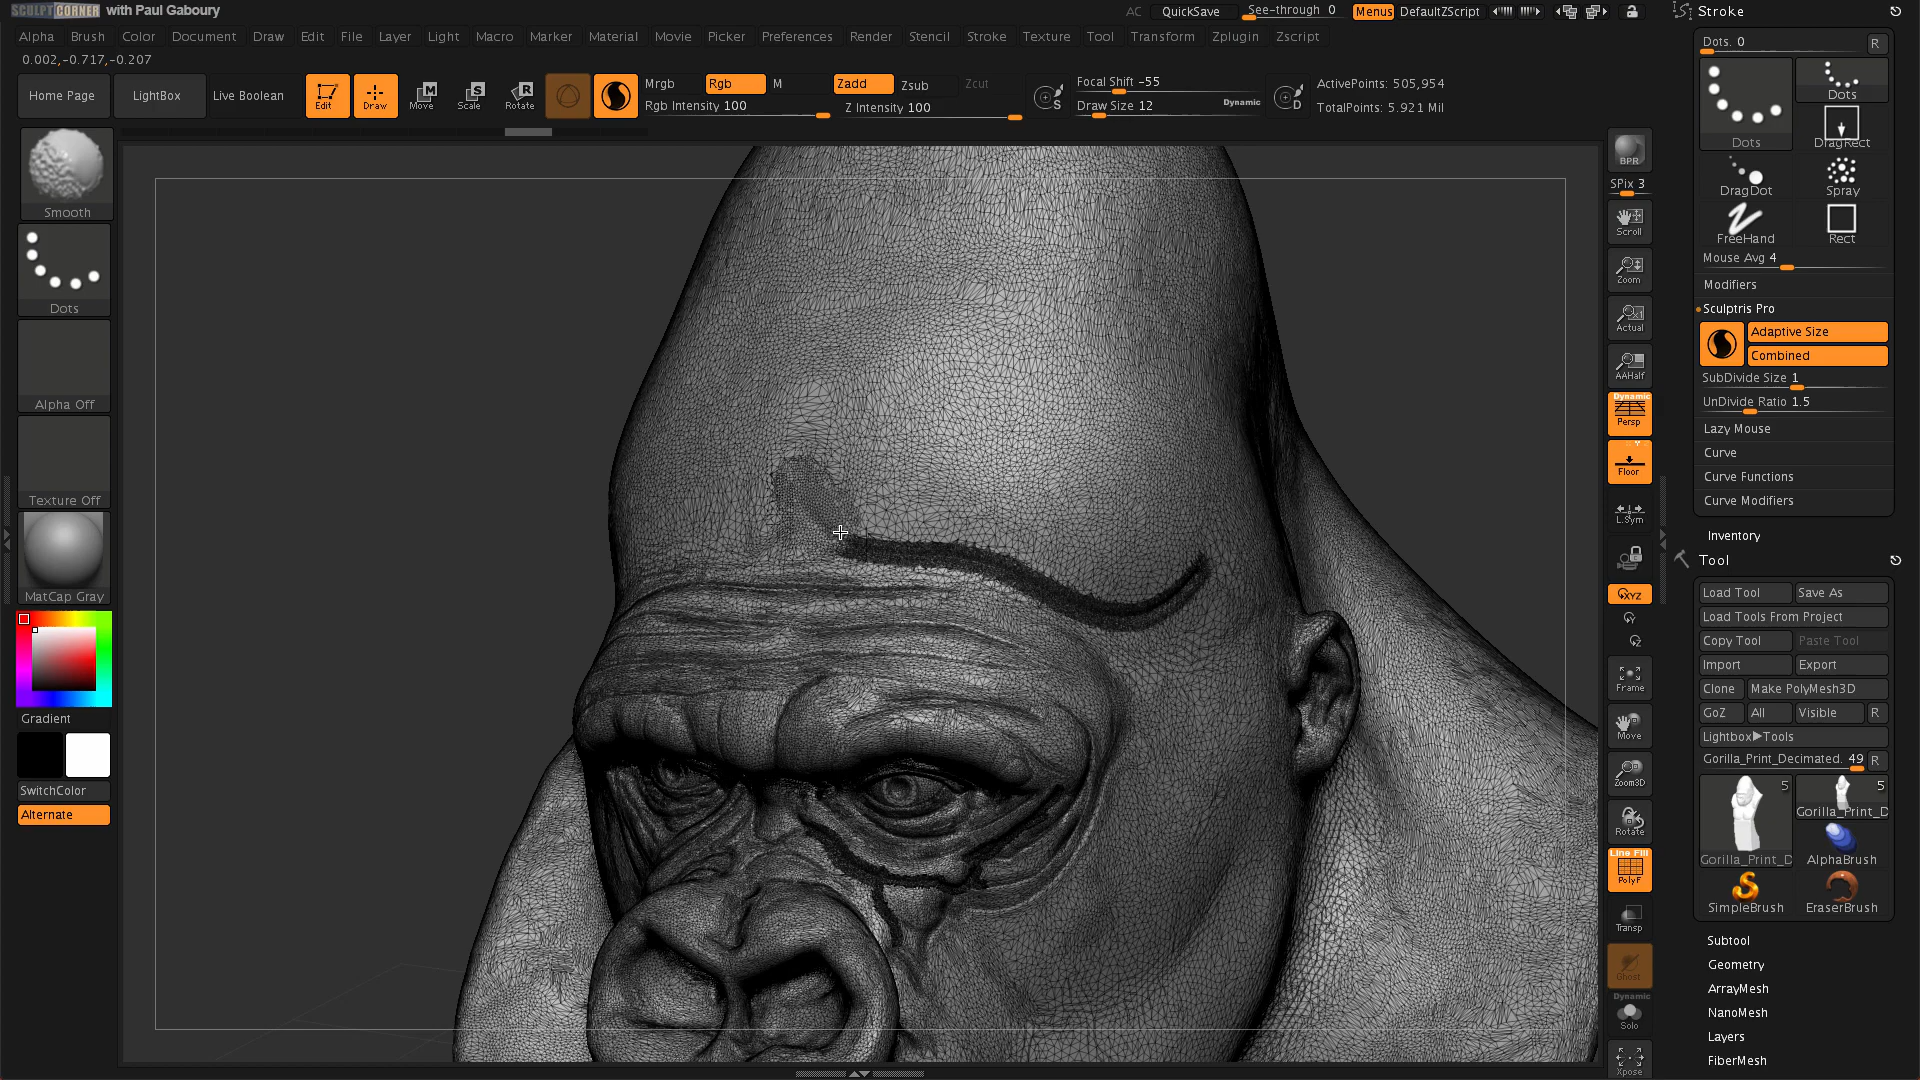 SCULPT CORNER with Paul Gaboury
AC QuickSave See-through 0 Menus DefaultZScript
Alpha Brush Color Document Draw Edit File Layer Light Macro Marker Material Movie Picker Preferences Render Stencil Stroke Texture Tool Transform Zplugin Zscript
0.002,-0.717,-0.207
Home Page
LightBox
Live Boolean
Edit
Draw
Move
Scale
Rotate
Mrgb Rgb M
Rgb Intensity 100
Zadd Zsub Zcut
Z Intensity 100
Focal Shift -55
Draw Size 12
Dynamic
ActivePoints: 505,954
TotalPoints: 5.921 Mil
Smooth
Dots
Alpha Off
Texture Off
MatCap Gray
Gradient
SwitchColor
Alternate
BPR
SPix 3
Scroll
Zoom
Actual
AAHalf
Dynamic
Persp
Floor
L.Sym
XYZ
Frame
Move
Zoom3D
Rotate
Line Fill
PolyF
Transp
Ghost
Dynamic
Solo
Xpose
Stroke
Dots. 0 R
Dots
Dots
DragRect
DragDot
Spray
FreeHand
Rect
Mouse Avg 4
Modifiers
Sculptris Pro
Adaptive Size
Combined
SubDivide Size 1
UnDivide Ratio 1.5
Lazy Mouse
Curve
Curve Functions
Curve Modifiers
Inventory
Tool
Load Tool Save As
Load Tools From Project
Copy Tool Paste Tool
Import Export
Clone Make PolyMesh3D
GoZ All Visible R
Lightbox▶Tools
Gorilla_Print_Decimated. 49 R
5
5
Gorilla_Print_D
Gorilla_Print_D
AlphaBrush
SimpleBrush
EraserBrush
Subtool
Geometry
ArrayMesh
NanoMesh
Layers
FiberMesh